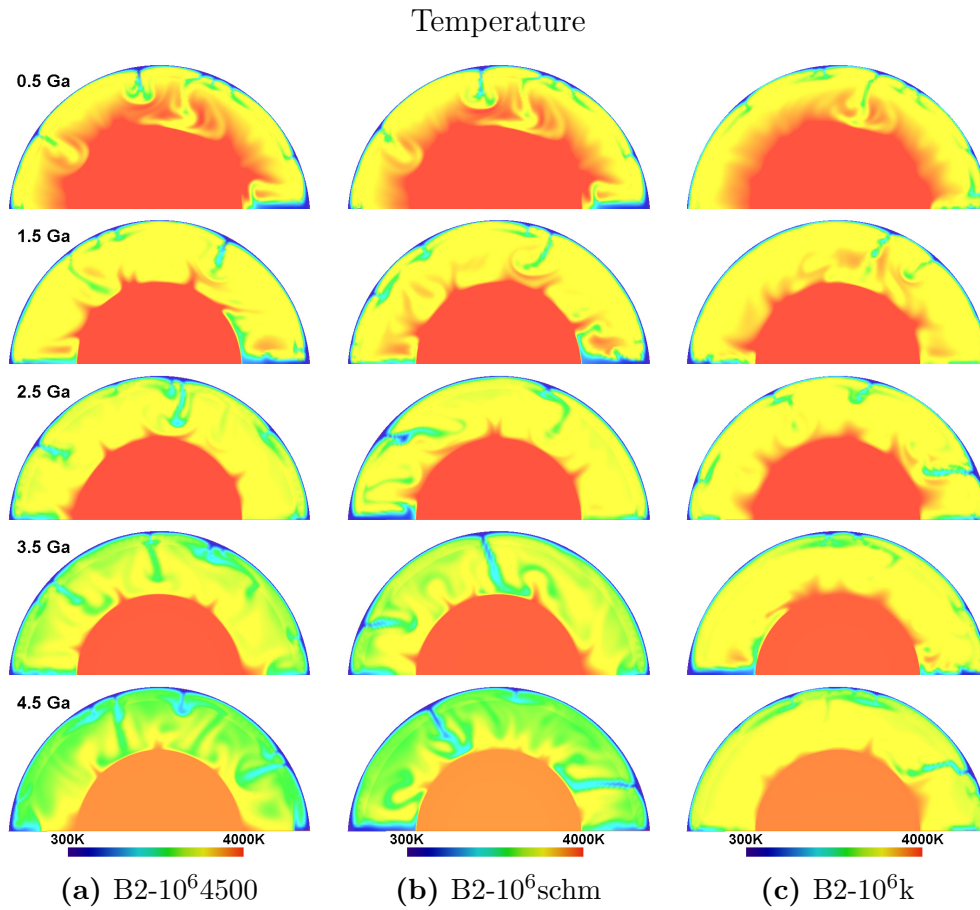 Temperature
0.5 Ga
1.5 Ga
2.5 Ga
3.5 Ga
4.5 Ga
300K 4000K 300K 4000K 300K 4000K
(a) B2-10⁶4500 (b) B2-10⁶schm (c) B2-10⁶k